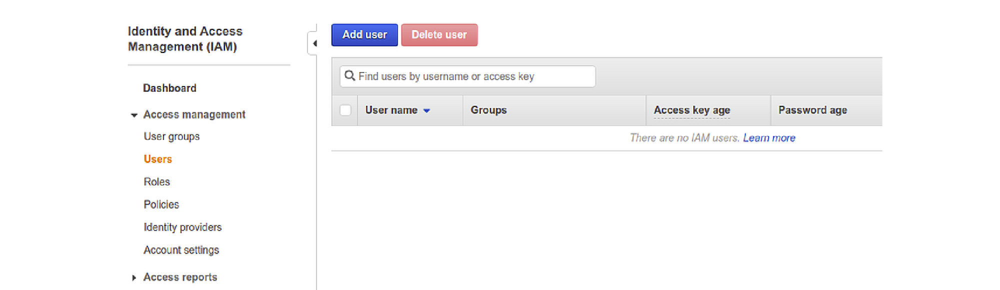 Identity and Access
Management (IAM)
Dashboard
Access management
User groups
Users
Roles
Policies
Identity providers
Account settings
Access reports
Add user
Delete user
Find users by username or access key
User name
Groups
Access key age
Password age
There are no IAM users. Learn more